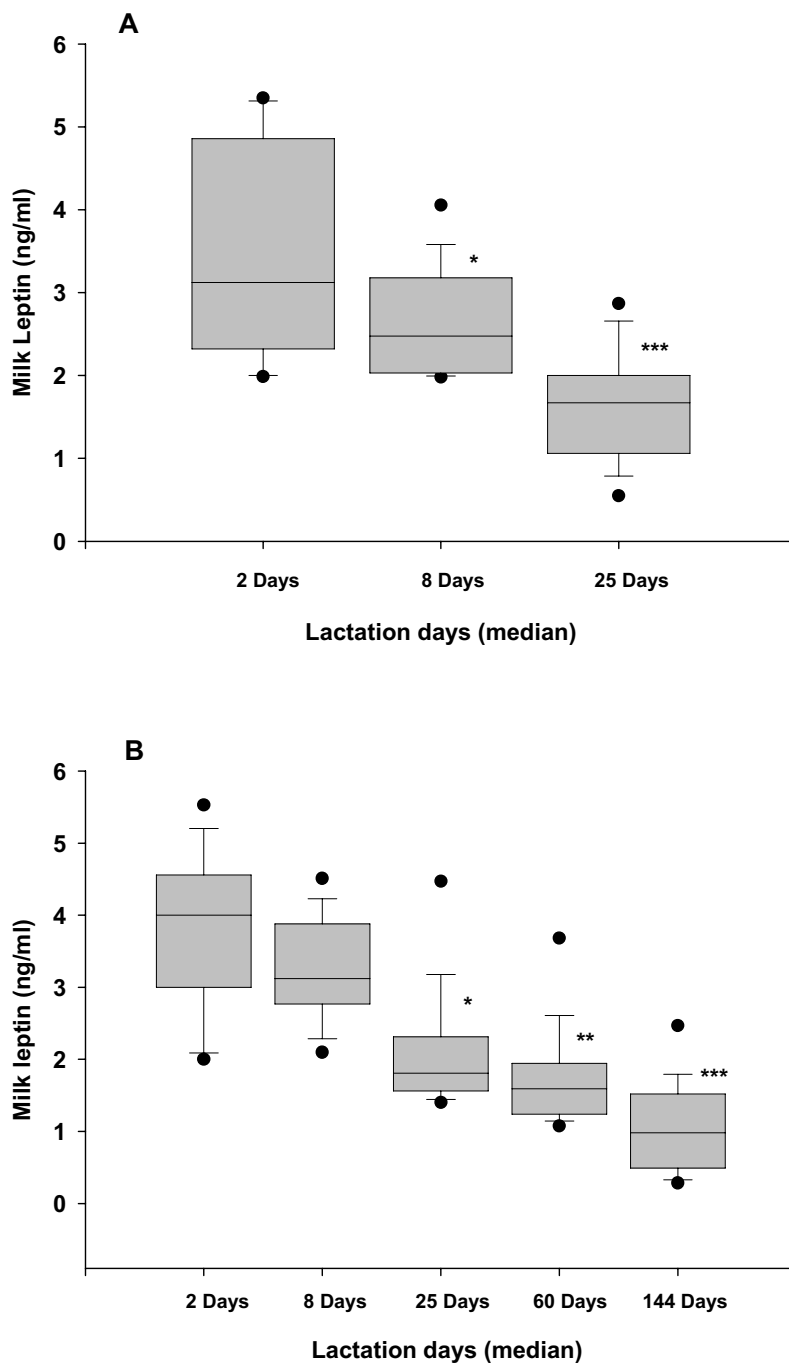 A
6
5
4
3
2
1
0
Milk Leptin (ng/ml)
*
***
2 Days 8 Days 25 Days
Lactation days (median)
B
6
5
4
3
2
1
0
Milk leptin (ng/ml)
*
**
***
2 Days 8 Days 25 Days 60 Days 144 Days
Lactation days (median)